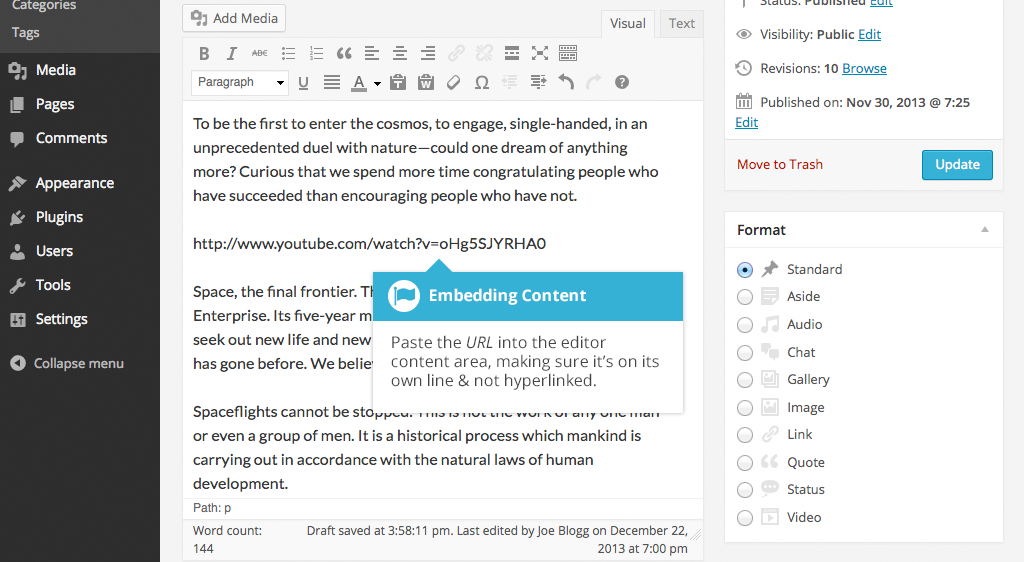 Categories
Tags
Media
Pages
Comments
Appearance
Plugins
Users
Tools
Settings
Collapse menu
Add Media
Visual
Text
B I ABC
Paragraph U A T W Ω ?
To be the first to enter the cosmos, to engage, single-handed, in an
unprecedented duel with nature—could one dream of anything
more? Curious that we spend more time congratulating people who
have succeeded than encouraging people who have not.
http://www.youtube.com/watch?v=oHg5SJYRHA0
Space, the final frontier. Th
Enterprise. Its five-year m
seek out new life and new
has gone before. We believ
Embedding Content
Paste the URL into the editor
content area, making sure it's on its
own line & not hyperlinked.
Spaceflights cannot be stopped. This is not the work of any one man
or even a group of men. It is a historical process which mankind is
carrying out in accordance with the natural laws of human
development.
Path: p
Word count:
144
Draft saved at 3:58:11 pm. Last edited by Joe Blogg on December 22,
2013 at 7:00 pm
Status: Published Edit
Visibility: Public Edit
Revisions: 10 Browse
Published on: Nov 30, 2013 @ 7:25
Edit
Move to Trash
Update
Format
Standard
Aside
Audio
Chat
Gallery
Image
Link
Quote
Status
Video